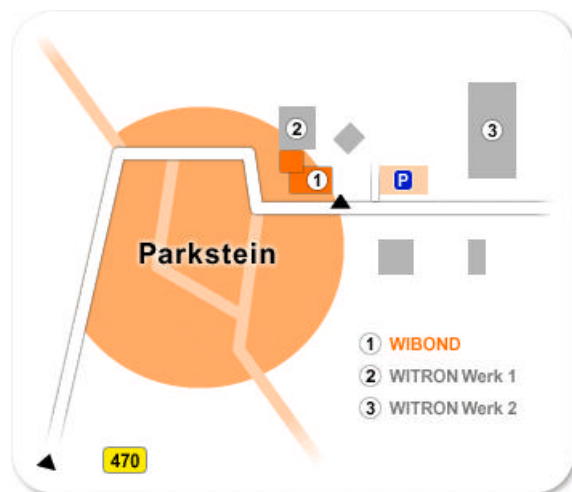 2
3
1
P
Parkstein
1 WIBOND
2 WITRON Werk 1
3 WITRON Werk 2
470